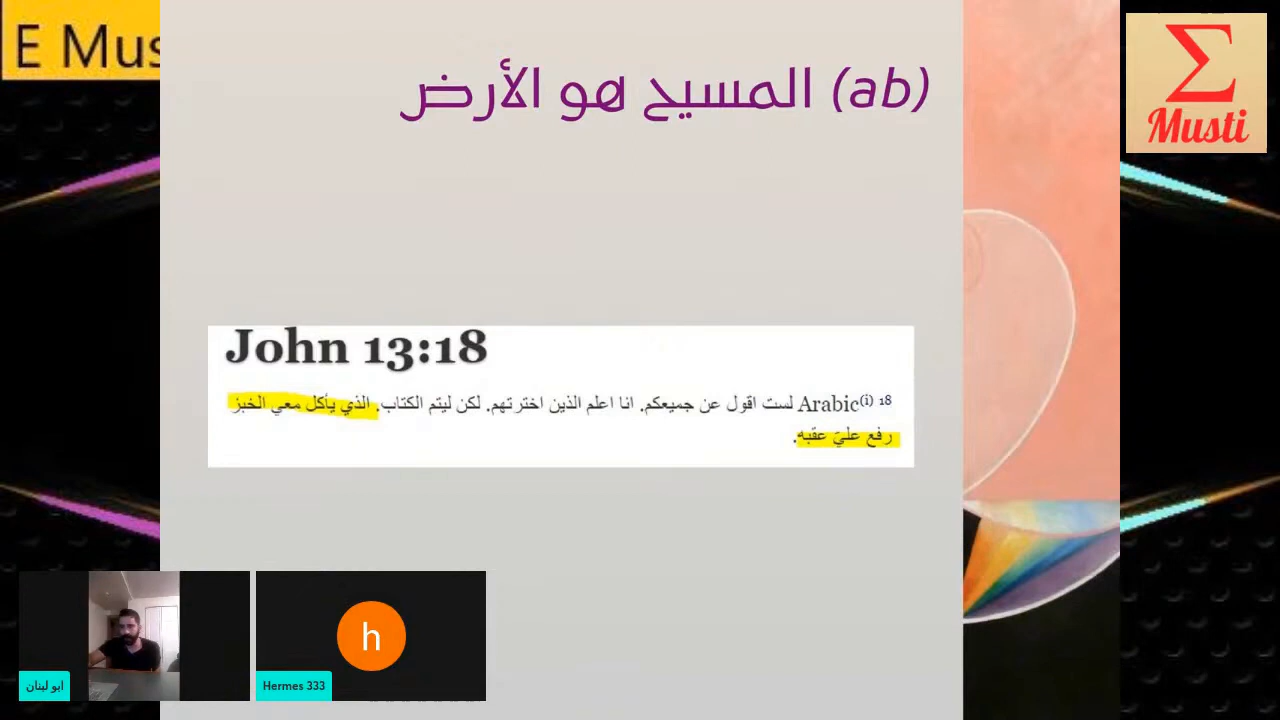 E Mus
Σ
Musti
(ab) المسيح هو الأرض
John 13:18
18 Arabic(i) لست اقول عن جميعكم. انا اعلم الذين اخترتهم. لكن ليتم الكتاب. الذي يأكل معي الخبز
رفع عليّ عقبه.
h
ابو لبنان
Hermes 333